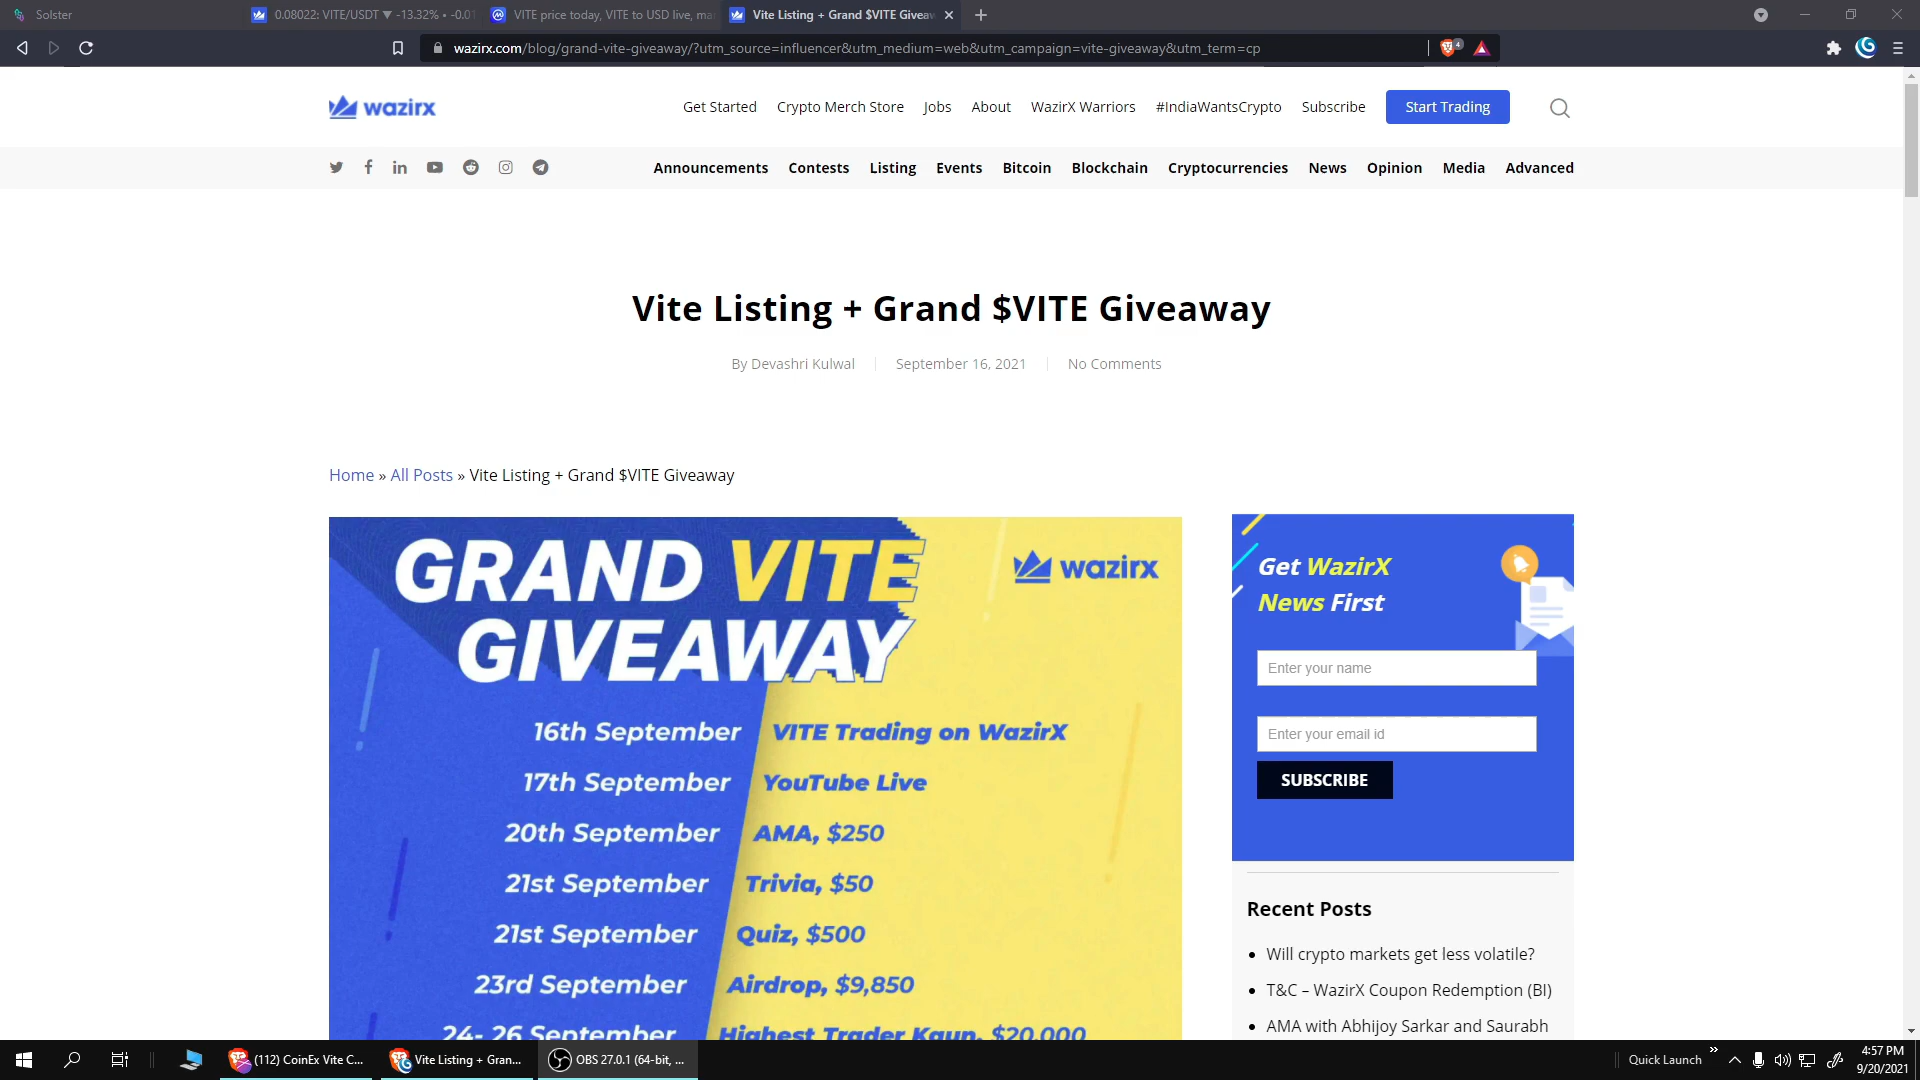 Solster
0.08022: VITE/USDT ▼ -13.32% • -0.01
VITE price today, VITE to USD live, ma
Vite Listing + Grand $VITE Giveaw
wazirx.com/blog/grand-vite-giveaway/?utm_source=influencer&utm_medium=web&utm_campaign=vite-giveaway&utm_term=cp
4
wazirx
Get Started
Crypto Merch Store
Jobs
About
WazirX Warriors
#IndiaWantsCrypto
Subscribe
Start Trading
Announcements
Contests
Listing
Events
Bitcoin
Blockchain
Cryptocurrencies
News
Opinion
Media
Advanced
Vite Listing + Grand $VITE Giveaway
By Devashri Kulwal
September 16, 2021
No Comments
Home » All Posts » Vite Listing + Grand $VITE Giveaway
GRAND VITE
GIVEAWAY
wazirx
16th September VITE Trading on WazirX
17th September YouTube Live
20th September AMA, $250
21st September Trivia, $50
21st September Quiz, $500
23rd September Airdrop, $9,850
24- 26 September Highest Trader Kaun, $20,000
Get WazirX
News First
Enter your name
Enter your email id
SUBSCRIBE
Recent Posts
• Will crypto markets get less volatile?
• T&C – WazirX Coupon Redemption (BI)
• AMA with Abhijoy Sarkar and Saurabh
(112) CoinEx Vite C...
Vite Listing + Gran...
OBS 27.0.1 (64-bit, ...
Quick Launch
4:57 PM
9/20/2021